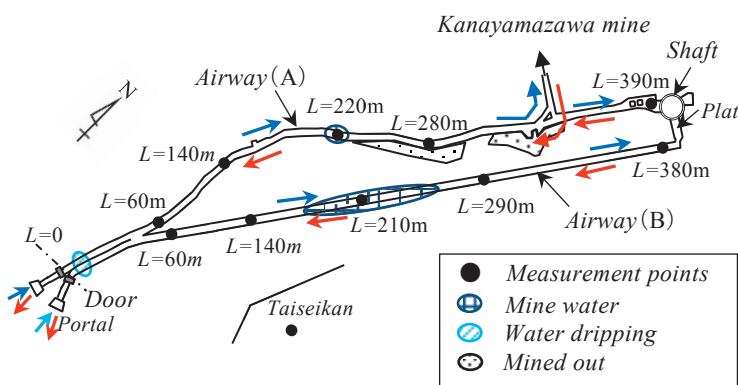 Kanayamazawa mine
Shaft
Airway(A)
L=390m
L=220m
Plat
N
L=280m
L=140m
L=380m
L=60m
L=290m
L=210m
Airway(B)
L=0
L=60m
L=140m
Door
Portal
Taiseikan
Measurement points
Mine water
Water dripping
Mined out